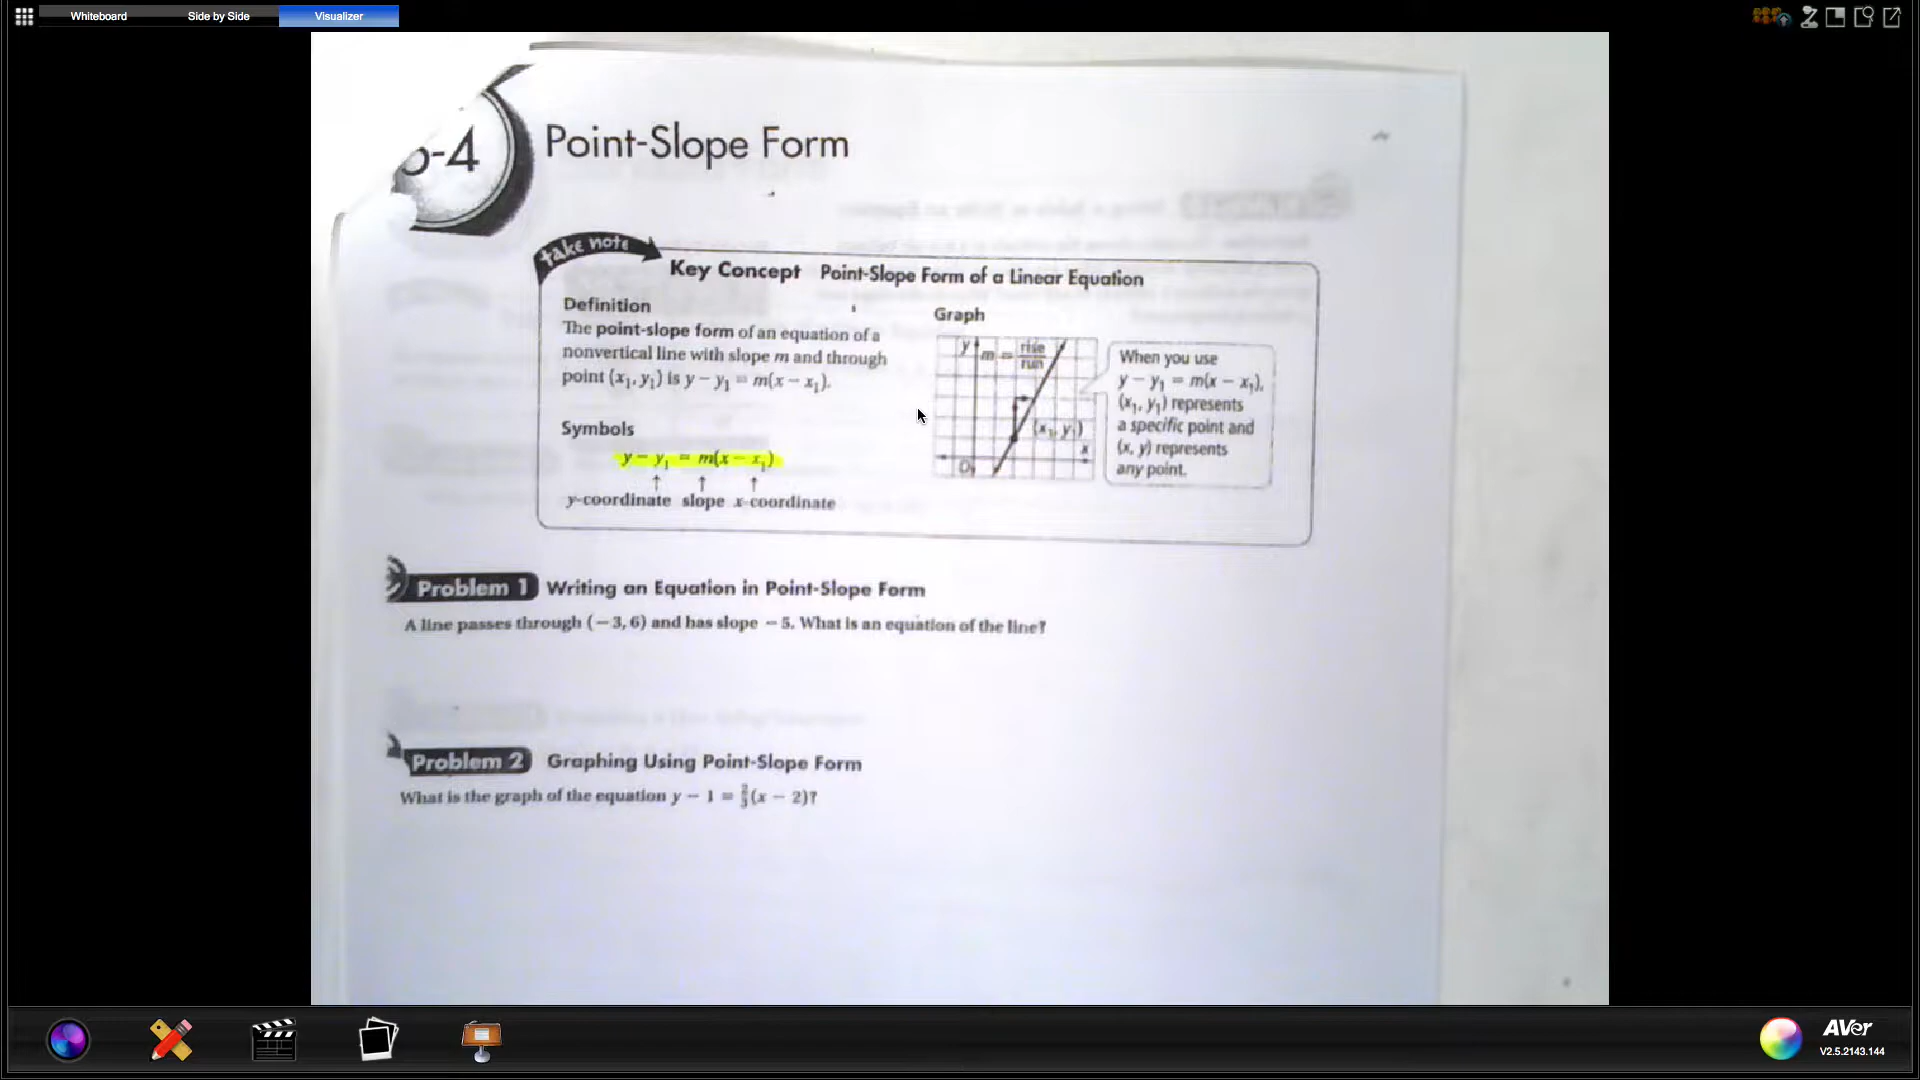 Whiteboard
Side by Side
Visualizer
5-4
Point-Slope Form
take note
Key Concept Point-Slope Form of a Linear Equation
Definition
The point-slope form of an equation of a
nonvertical line with slope m and through
point (x₁, y₁) is y − y₁ = m(x − x₁).
Symbols
y − y₁ = m(x − x₁)
↑ ↑ ↑
y-coordinate slope x-coordinate
Graph
y
m = rise/run
(x₁, y₁)
x
O
When you use
y − y₁ = m(x − x₁),
(x₁, y₁) represents
a specific point and
(x, y) represents
any point.
Problem 1 Writing an Equation in Point-Slope Form
A line passes through (−3, 6) and has slope −5. What is an equation of the line?
Problem 2 Graphing Using Point-Slope Form
What is the graph of the equation y − 1 = 2/3(x − 2)?
AVer
V2.5.2143.144